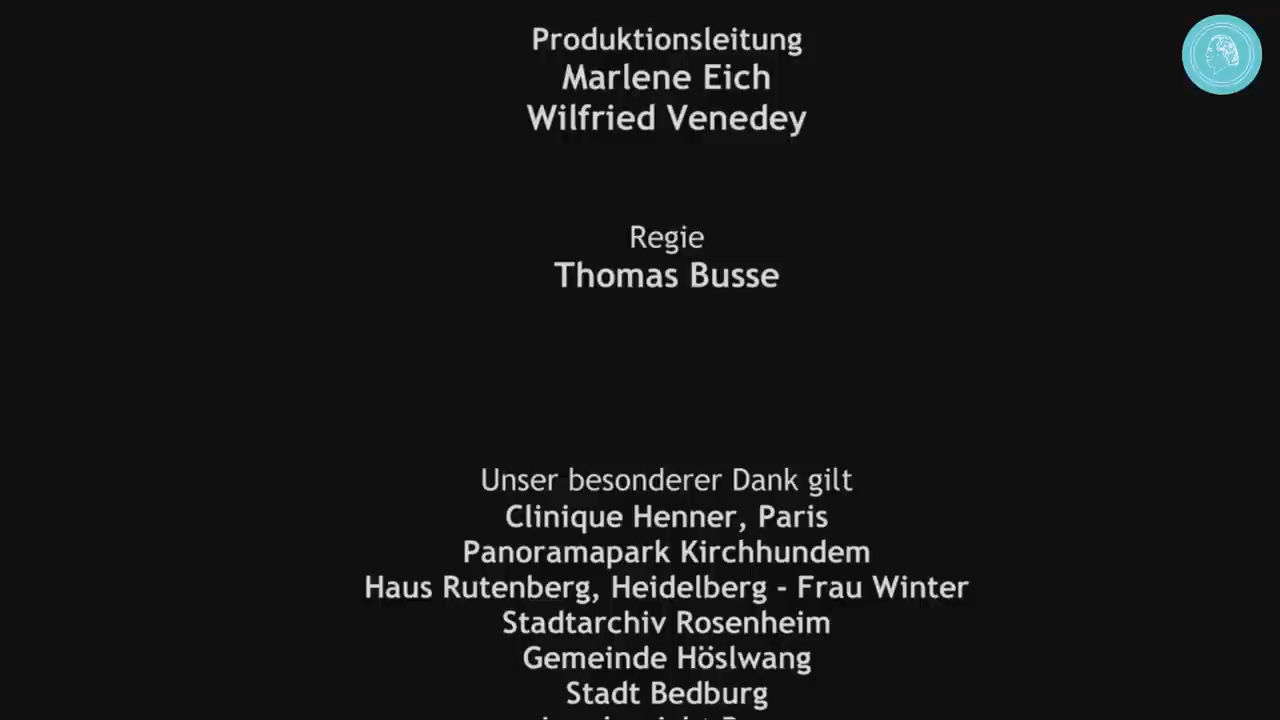 Produktionsleitung
Marlene Eich
Wilfried Venedey
Regie
Thomas Busse
Unser besonderer Dank gilt
Clinique Henner, Paris
Panoramapark Kirchhundem
Haus Rutenberg, Heidelberg - Frau Winter
Stadtarchiv Rosenheim
Gemeinde Höslwang
Stadt Bedburg